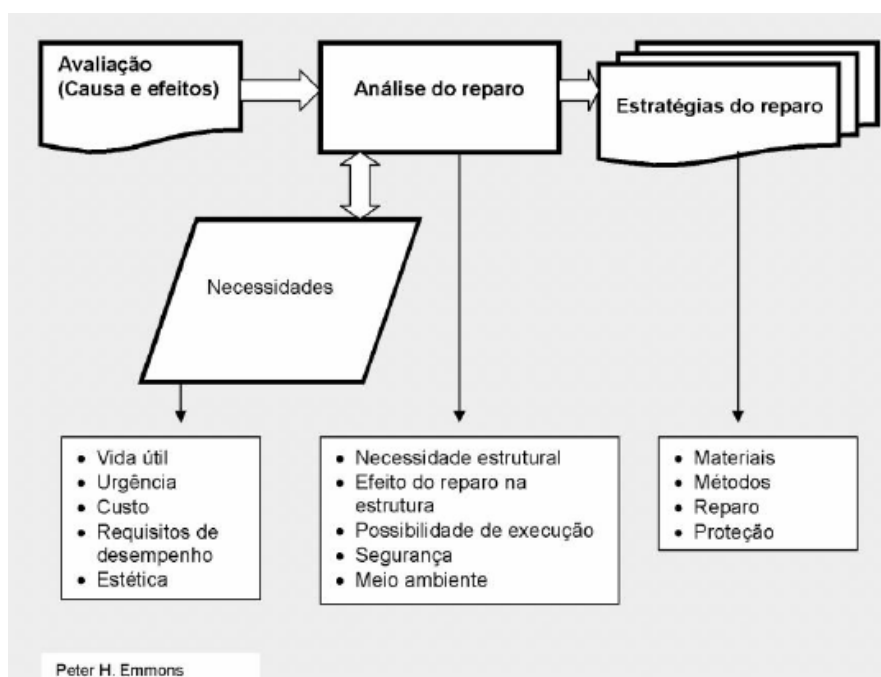 Avaliação
(Causa e efeitos)
Análise do reparo
Estratégias do reparo
Necessidades
• Vida útil
• Urgência
• Custo
• Requisitos de
desempenho
• Estética
• Necessidade estrutural
• Efeito do reparo na
estrutura
• Possibilidade de execução
• Segurança
• Meio ambiente
• Materiais
• Métodos
• Reparo
• Proteção
Peter H. Emmons